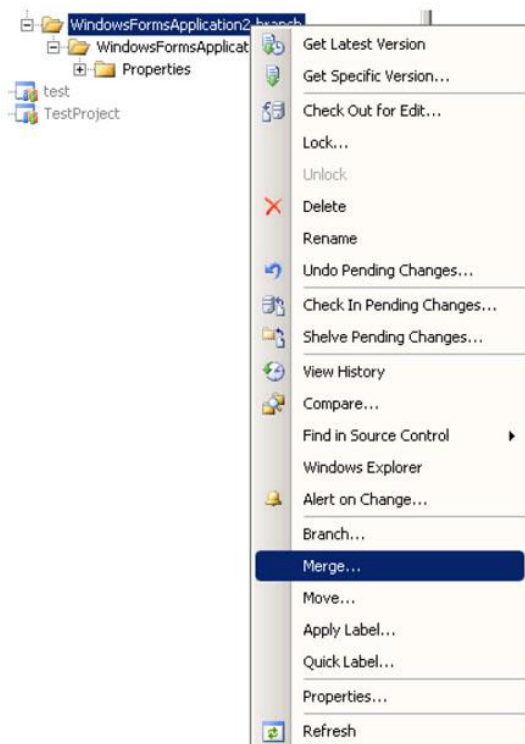 WindowsFormsApplication2-branch
WindowsFormsApplicat
Properties
test
TestProject
Get Latest Version
Get Specific Version...
Check Out for Edit...
Lock...
Unlock
Delete
Rename
Undo Pending Changes...
Check In Pending Changes...
Shelve Pending Changes...
View History
Compare...
Find in Source Control
Windows Explorer
Alert on Change...
Branch...
Merge...
Move...
Apply Label...
Quick Label...
Properties...
Refresh